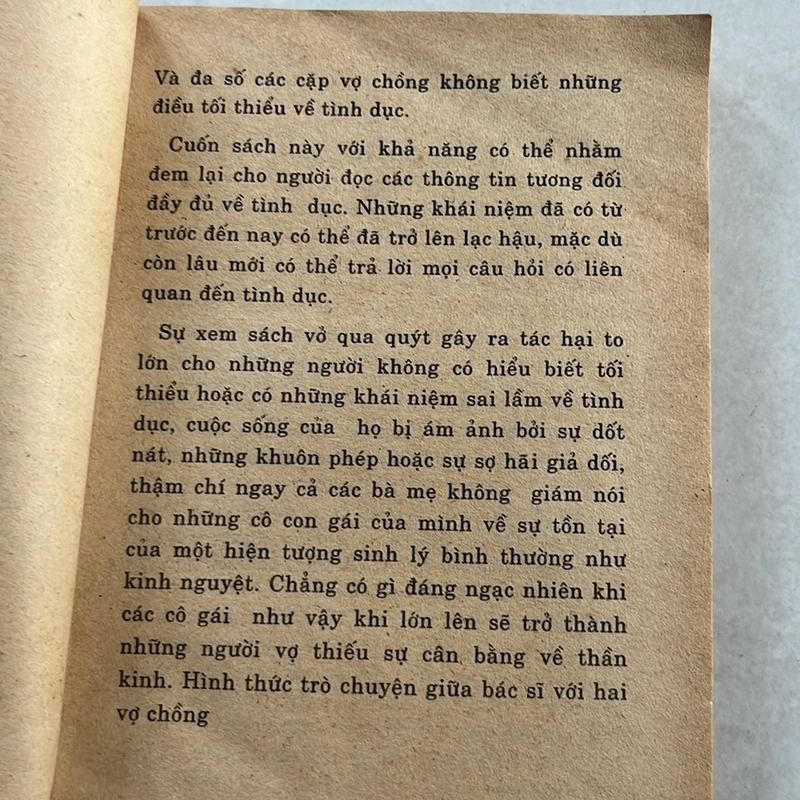 Và đa số các cặp vợ chồng không biết những
điều tối thiểu về tình dục.
Cuốn sách này với khả năng có thể nhằm
đem lại cho người đọc các thông tin tương đối
đầy đủ về tình dục. Những khái niệm đã có từ
trước đến nay có thể đã trở lên lạc hậu, mặc dù
còn lâu mới có thể trả lời mọi câu hỏi có liên
quan đến tình dục.
Sự xem sách vở qua quýt gây ra tác hại to
lớn cho những người không có hiểu biết tối
thiểu hoặc có những khái niệm sai lầm về tình
dục, cuộc sống của họ bị ám ảnh bởi sự dốt
nát, những khuôn phép hoặc sự sợ hãi giả dối,
thậm chí ngay cả các bà mẹ không giám nói
cho những cô con gái của mình về sự tồn tại
của một hiện tượng sinh lý bình thường như
kinh nguyệt. Chẳng có gì đáng ngạc nhiên khi
các cô gái như vậy khi lớn lên sẽ trở thành
những người vợ thiếu sự cân bằng về thần
kinh. Hình thức trò chuyện giữa bác sĩ với hai
vợ chồng